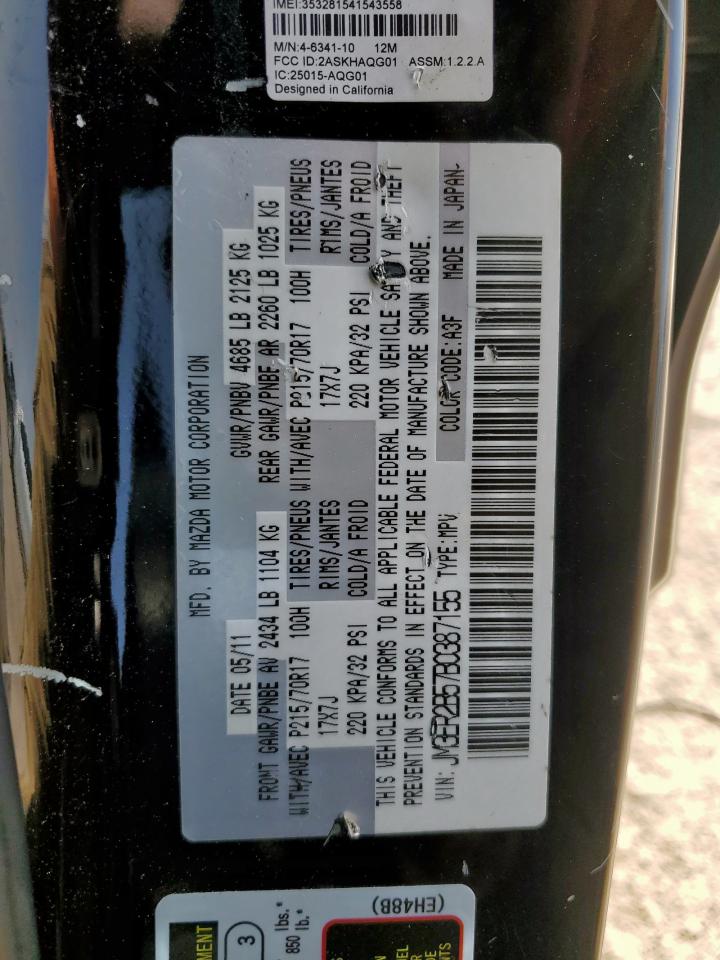 IMEI:353281541543558
M/N:4-6341-10 12M
FCC ID:2ASKHAQG01 ASSM:1.2.2.A
IC:25015-AQG01
Designed in California
MFD. BY MAZDA MOTOR CORPORATION
DATE 05/11 GVWR/PNBV 4685 LB 2125 KG
FRONT GAWR/PNBE AV 2434 LB 1104 KG REAR GAWR/PNBE AR 2260 LB 1025 KG
WITH/AVEC P215/70R17 100H TIRES/PNEUS WITH/AVEC P215/70R17 100H TIRES/PNEUS
17X7J RIMS/JANTES 17X7J RIMS/JANTES
220 KPA/32 PSI COLD/A FROID 220 KPA/32 PSI COLD/A FROID
THIS VEHICLE CONFORMS TO ALL APPLICABLE FEDERAL MOTOR VEHICLE SAFETY AND THEFT
PREVENTION STANDARDS IN EFFECT ON THE DATE OF MANUFACTURE SHOWN ABOVE.
VIN: JM3ER2B57B0387155 TYPE:MPV COLOR CODE:A3F MADE IN JAPAN
(EH48B)
3
lbs.*
850 lb.*